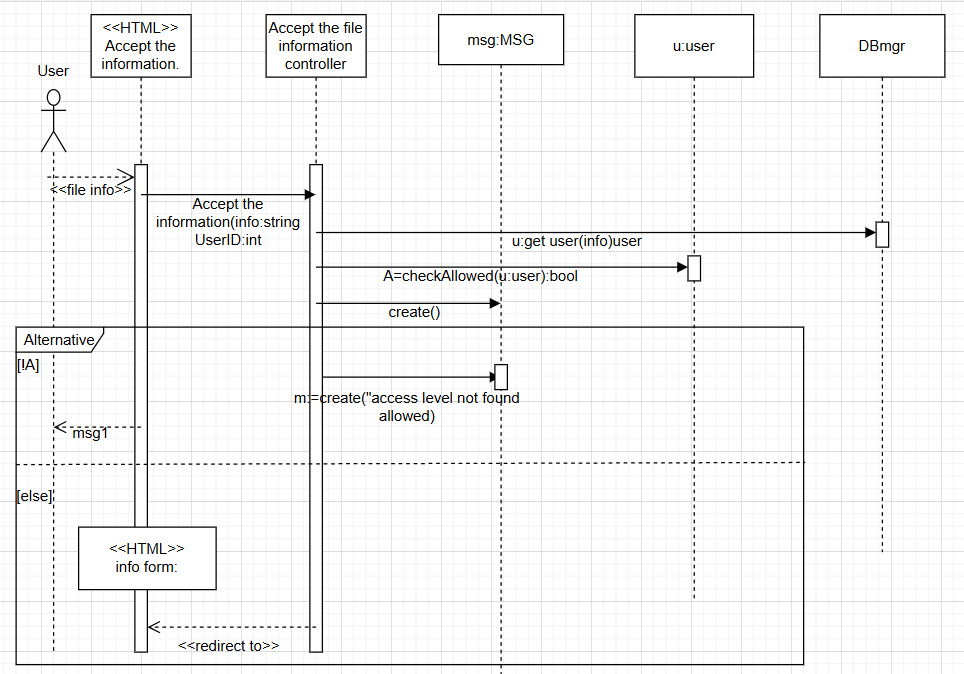 <<HTML>>
Accept the
information.
Accept the file
information
controller
msg:MSG
u:user
DBmgr
User
<<file info>>
Accept the
information(info:string
UserID:int
u:get user(info)user
A=checkAllowed(u:user):bool
create()
Alternative
[!A]
m:=create("access level not found
allowed)
msg1
[else]
<<HTML>>
info form:
<<redirect to>>